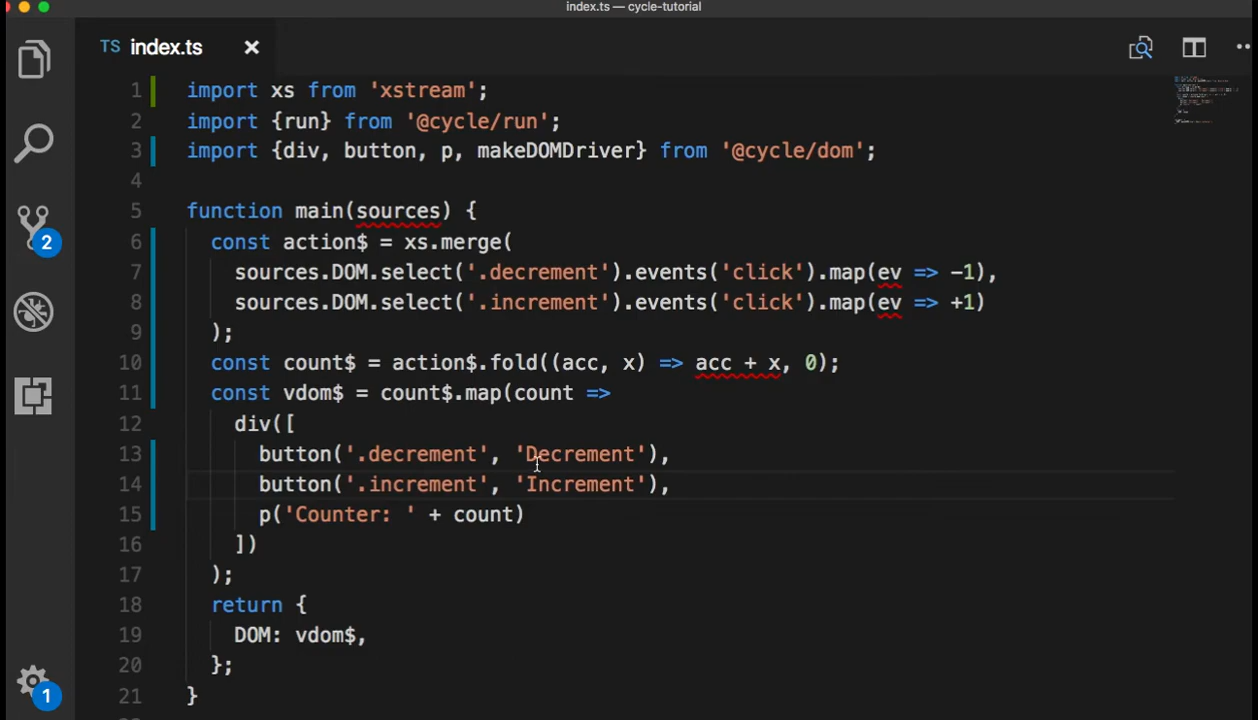 index.ts — cycle-tutorial
TS index.ts
1 import xs from 'xstream';
2 import {run} from '@cycle/run';
3 import {div, button, p, makeDOMDriver} from '@cycle/dom';
4
5 function main(sources) {
6 const action$ = xs.merge(
7 sources.DOM.select('.decrement').events('click').map(ev => -1),
8 sources.DOM.select('.increment').events('click').map(ev => +1)
9 );
10 const count$ = action$.fold((acc, x) => acc + x, 0);
11 const vdom$ = count$.map(count =>
12 div([
13 button('.decrement', 'Decrement'),
14 button('.increment', 'Increment'),
15 p('Counter: ' + count)
16 ])
17 );
18 return {
19 DOM: vdom$,
20 };
21 }
2
1